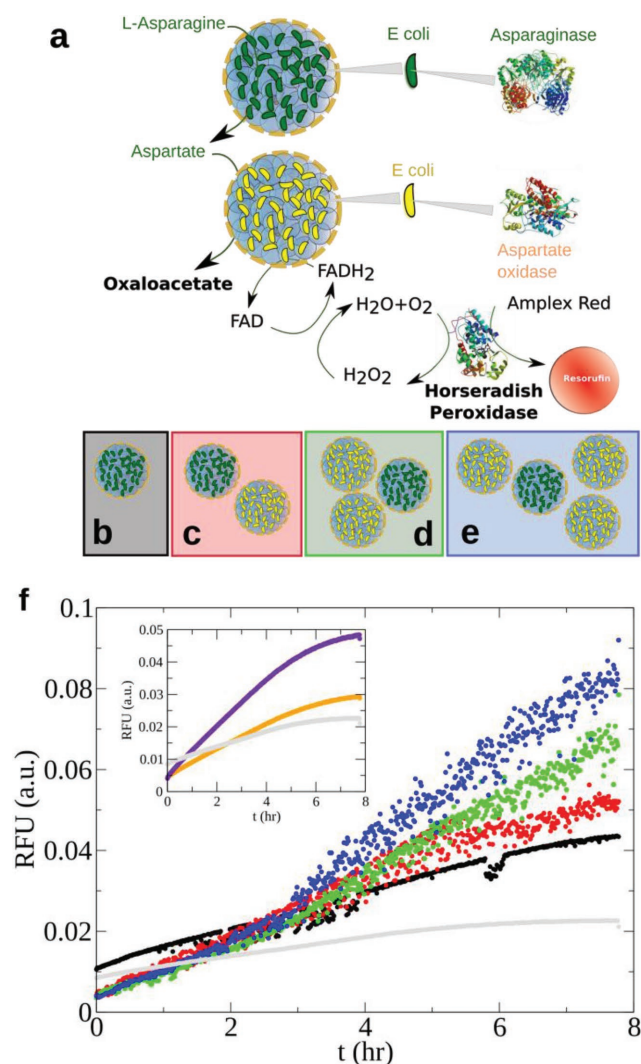 a
L-Asparagine
E coli
Asparaginase
Aspartate
E coli
Aspartate
oxidase
Oxaloacetate
FADH2
FAD
H2O+O2
Amplex Red
H2O2
Horseradish
Peroxidase
Resorufin
b
c
d
e
f
0.1
0.08
0.06
0.04
0.02
0
RFU (a.u.)
0
2
4
6
8
t (hr)
0.05
0.04
0.03
0.02
0.01
0
RFU (a.u.)
0
2
4
6
8
t (hr)